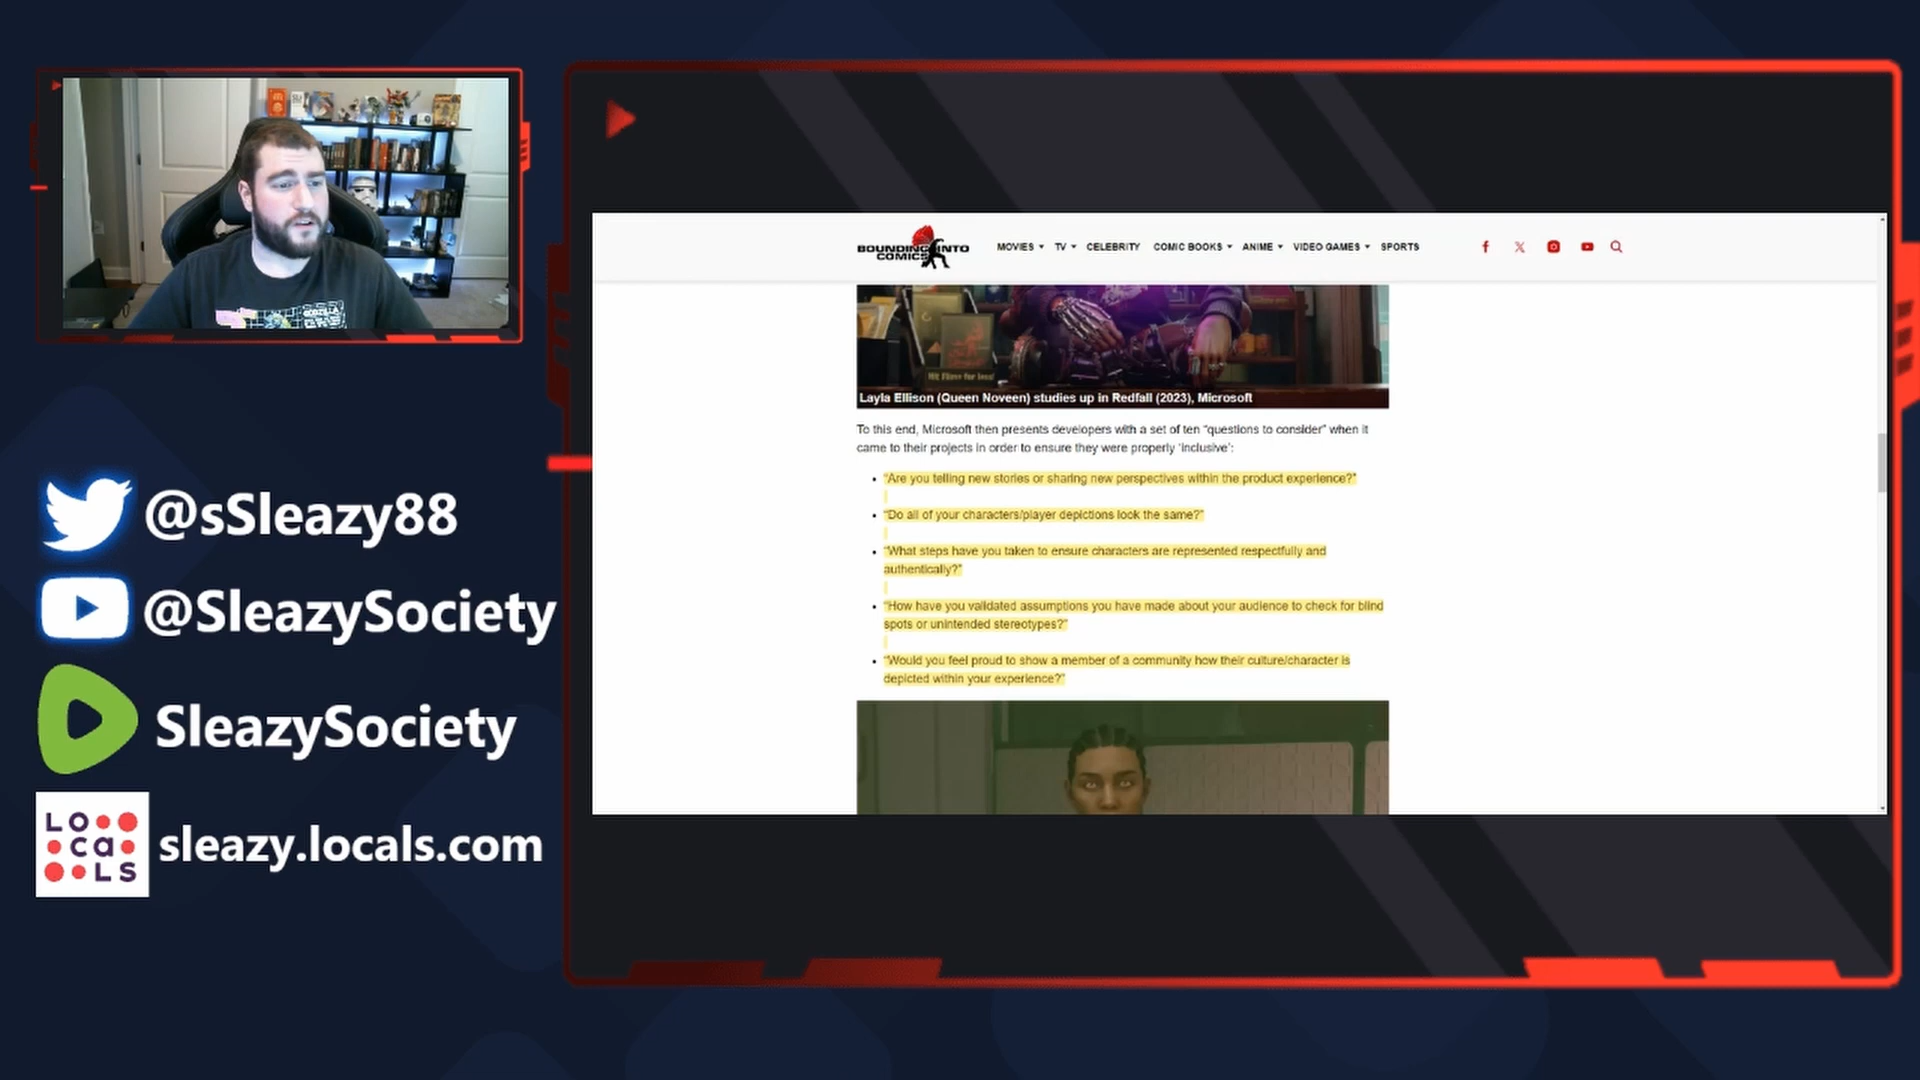 @sSleazy88
@SleazySociety
SleazySociety
LOcaLS
sleazy.locals.com
BOUNDING INTO
COMICS
MOVIES TV CELEBRITY COMIC BOOKS ANIME VIDEO GAMES SPORTS
Hit Films for less!
Layla Ellison (Queen Noveen) studies up in Redfall (2023), Microsoft
To this end, Microsoft then presents developers with a set of ten “questions to consider” when it
came to their projects in order to ensure they were properly ‘inclusive’:
“Are you telling new stories or sharing new perspectives within the product experience?”
“Do all of your characters/player depictions look the same?”
“What steps have you taken to ensure characters are represented respectfully and
authentically?”
“How have you validated assumptions you have made about your audience to check for blind
spots or unintended stereotypes?”
“Would you feel proud to show a member of a community how their culture/character is
depicted within your experience?”